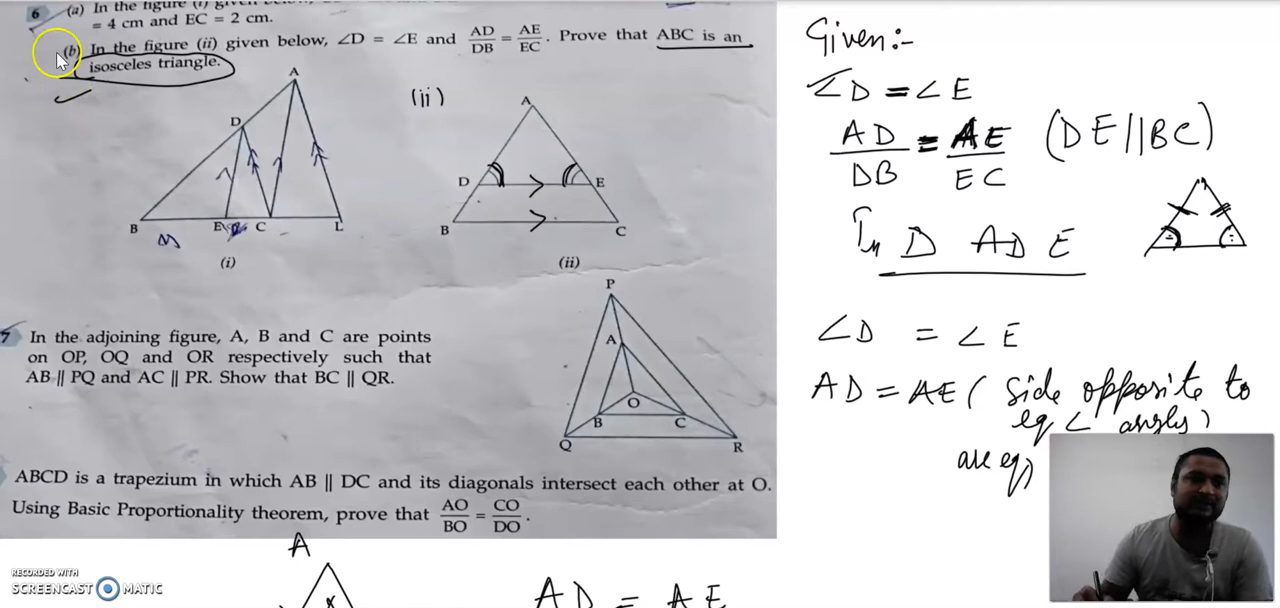 6 (a) In the figure (i) given below,
= 4 cm and EC = 2 cm.
(b) In the figure (ii) given below, ∠D = ∠E and AD/DB = AE/EC. Prove that ABC is an
isosceles triangle.
A
D
B
E
C
L
M
(i)
(ii)
A
D
E
B
C
(ii)
7 In the adjoining figure, A, B and C are points
on OP, OQ and OR respectively such that
AB || PQ and AC || PR. Show that BC || QR.
P
A
O
B
C
Q
R
ABCD is a trapezium in which AB || DC and its diagonals intersect each other at O.
Using Basic Proportionality theorem, prove that AO/BO = CO/DO.
A
AD = AE
Given:-
∠D = ∠E
AD/DB = AE/EC (DE||BC)
In D ADE
∠D = ∠E
AD = AE ( side opposite to
eq ∠ angles)
are eq)
RECORDED WITH
SCREENCAST MATIC